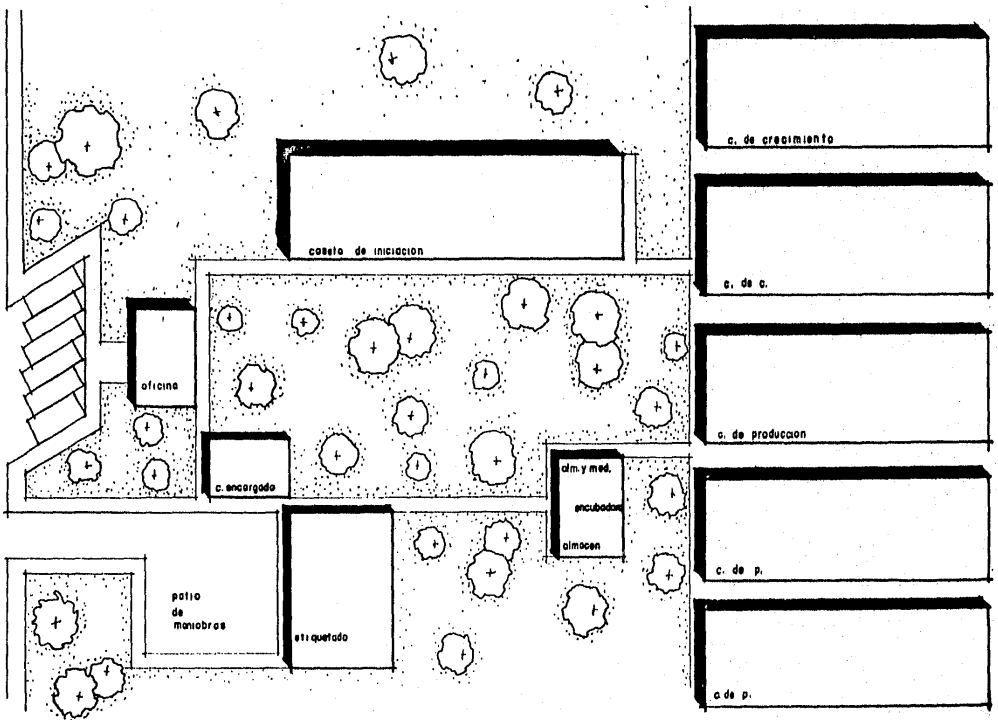 c. de crecimiento
caseta de iniciacion
c. de c.
oficina
c. de produccion
alm. y med.
c. encargado
encubadora
almacen
c. de p.
patio
de
maniobras
etiquetado
c. de p.